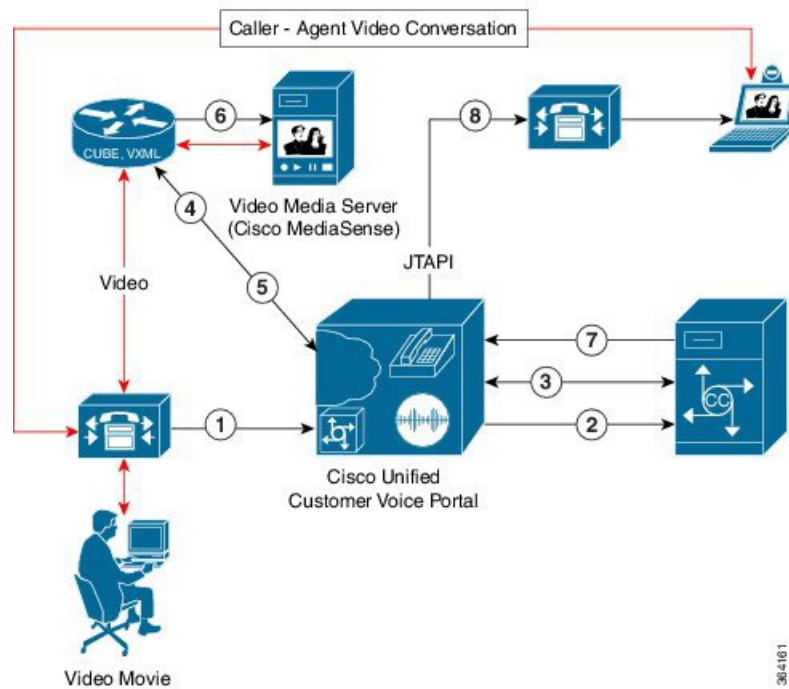 Caller - Agent Video Conversation
6
8
CUBE, VXML
Video Media Server
(Cisco MediaSense)
4
JTAPI
Video
5
7
3
CC
1
2
Cisco Unified
Customer Voice Portal
Video Movie
364161